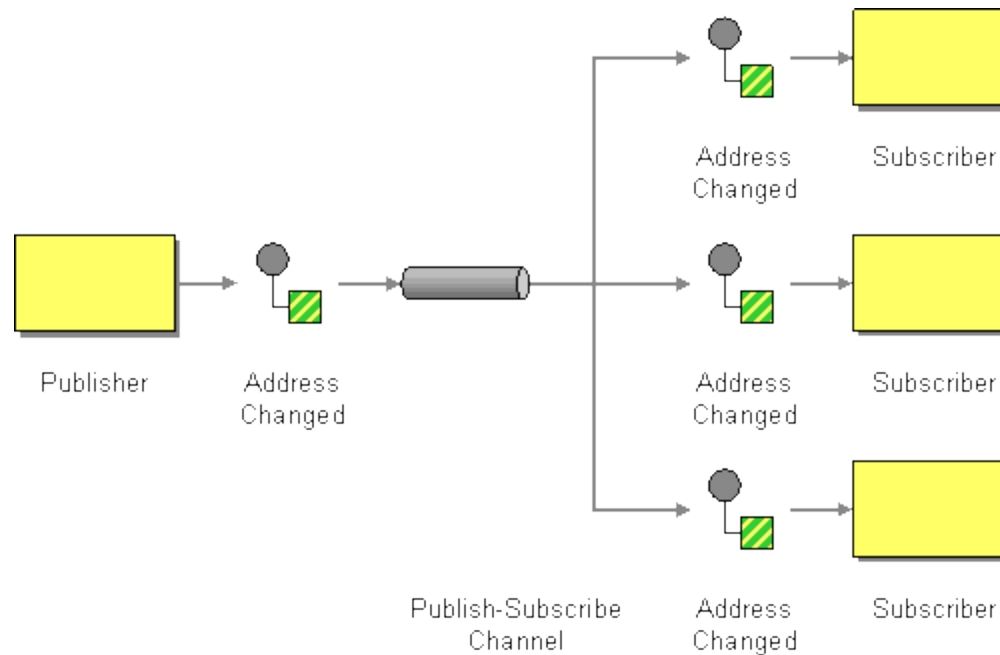 Address
Changed
Subscriber
Publisher
Address
Changed
Address
Changed
Subscriber
Publish-Subscribe
Channel
Address
Changed
Subscriber